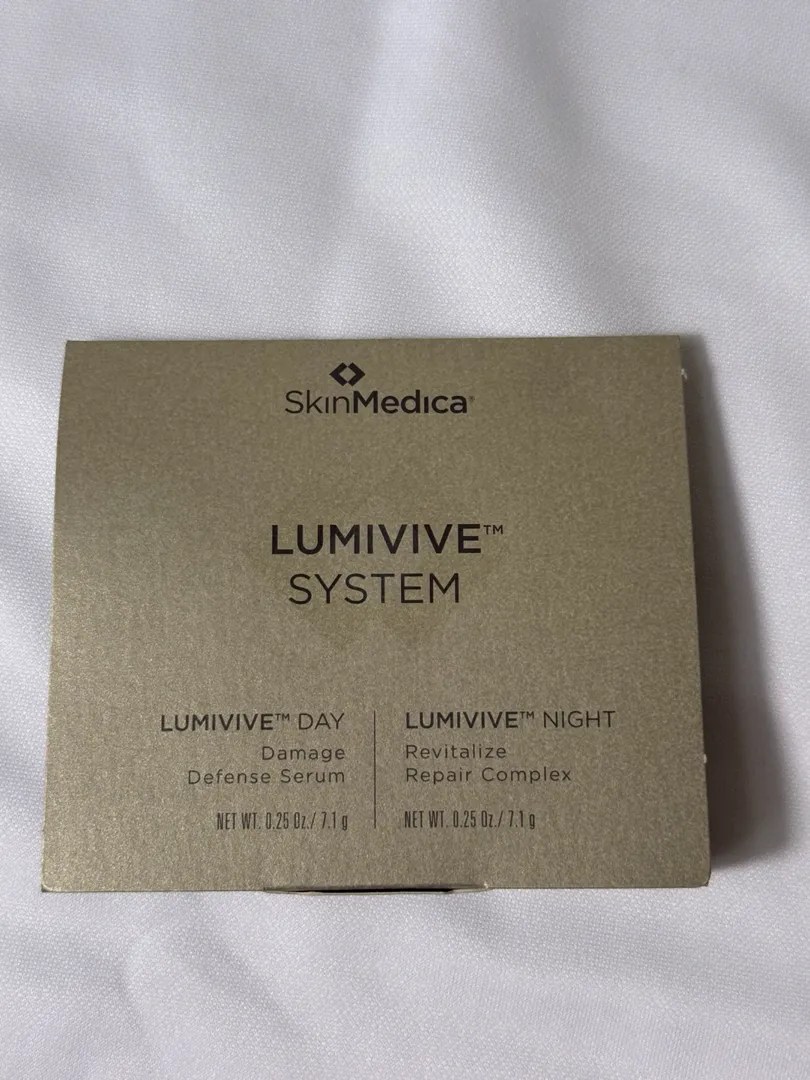 SkinMedica®
LUMIVIVE™
SYSTEM
LUMIVIVE™ DAY
Damage
Defense Serum
NET WT. 0.25 Oz./ 7.1 g
LUMIVIVE™ NIGHT
Revitalize
Repair Complex
NET WT. 0.25 Oz./ 7.1 g